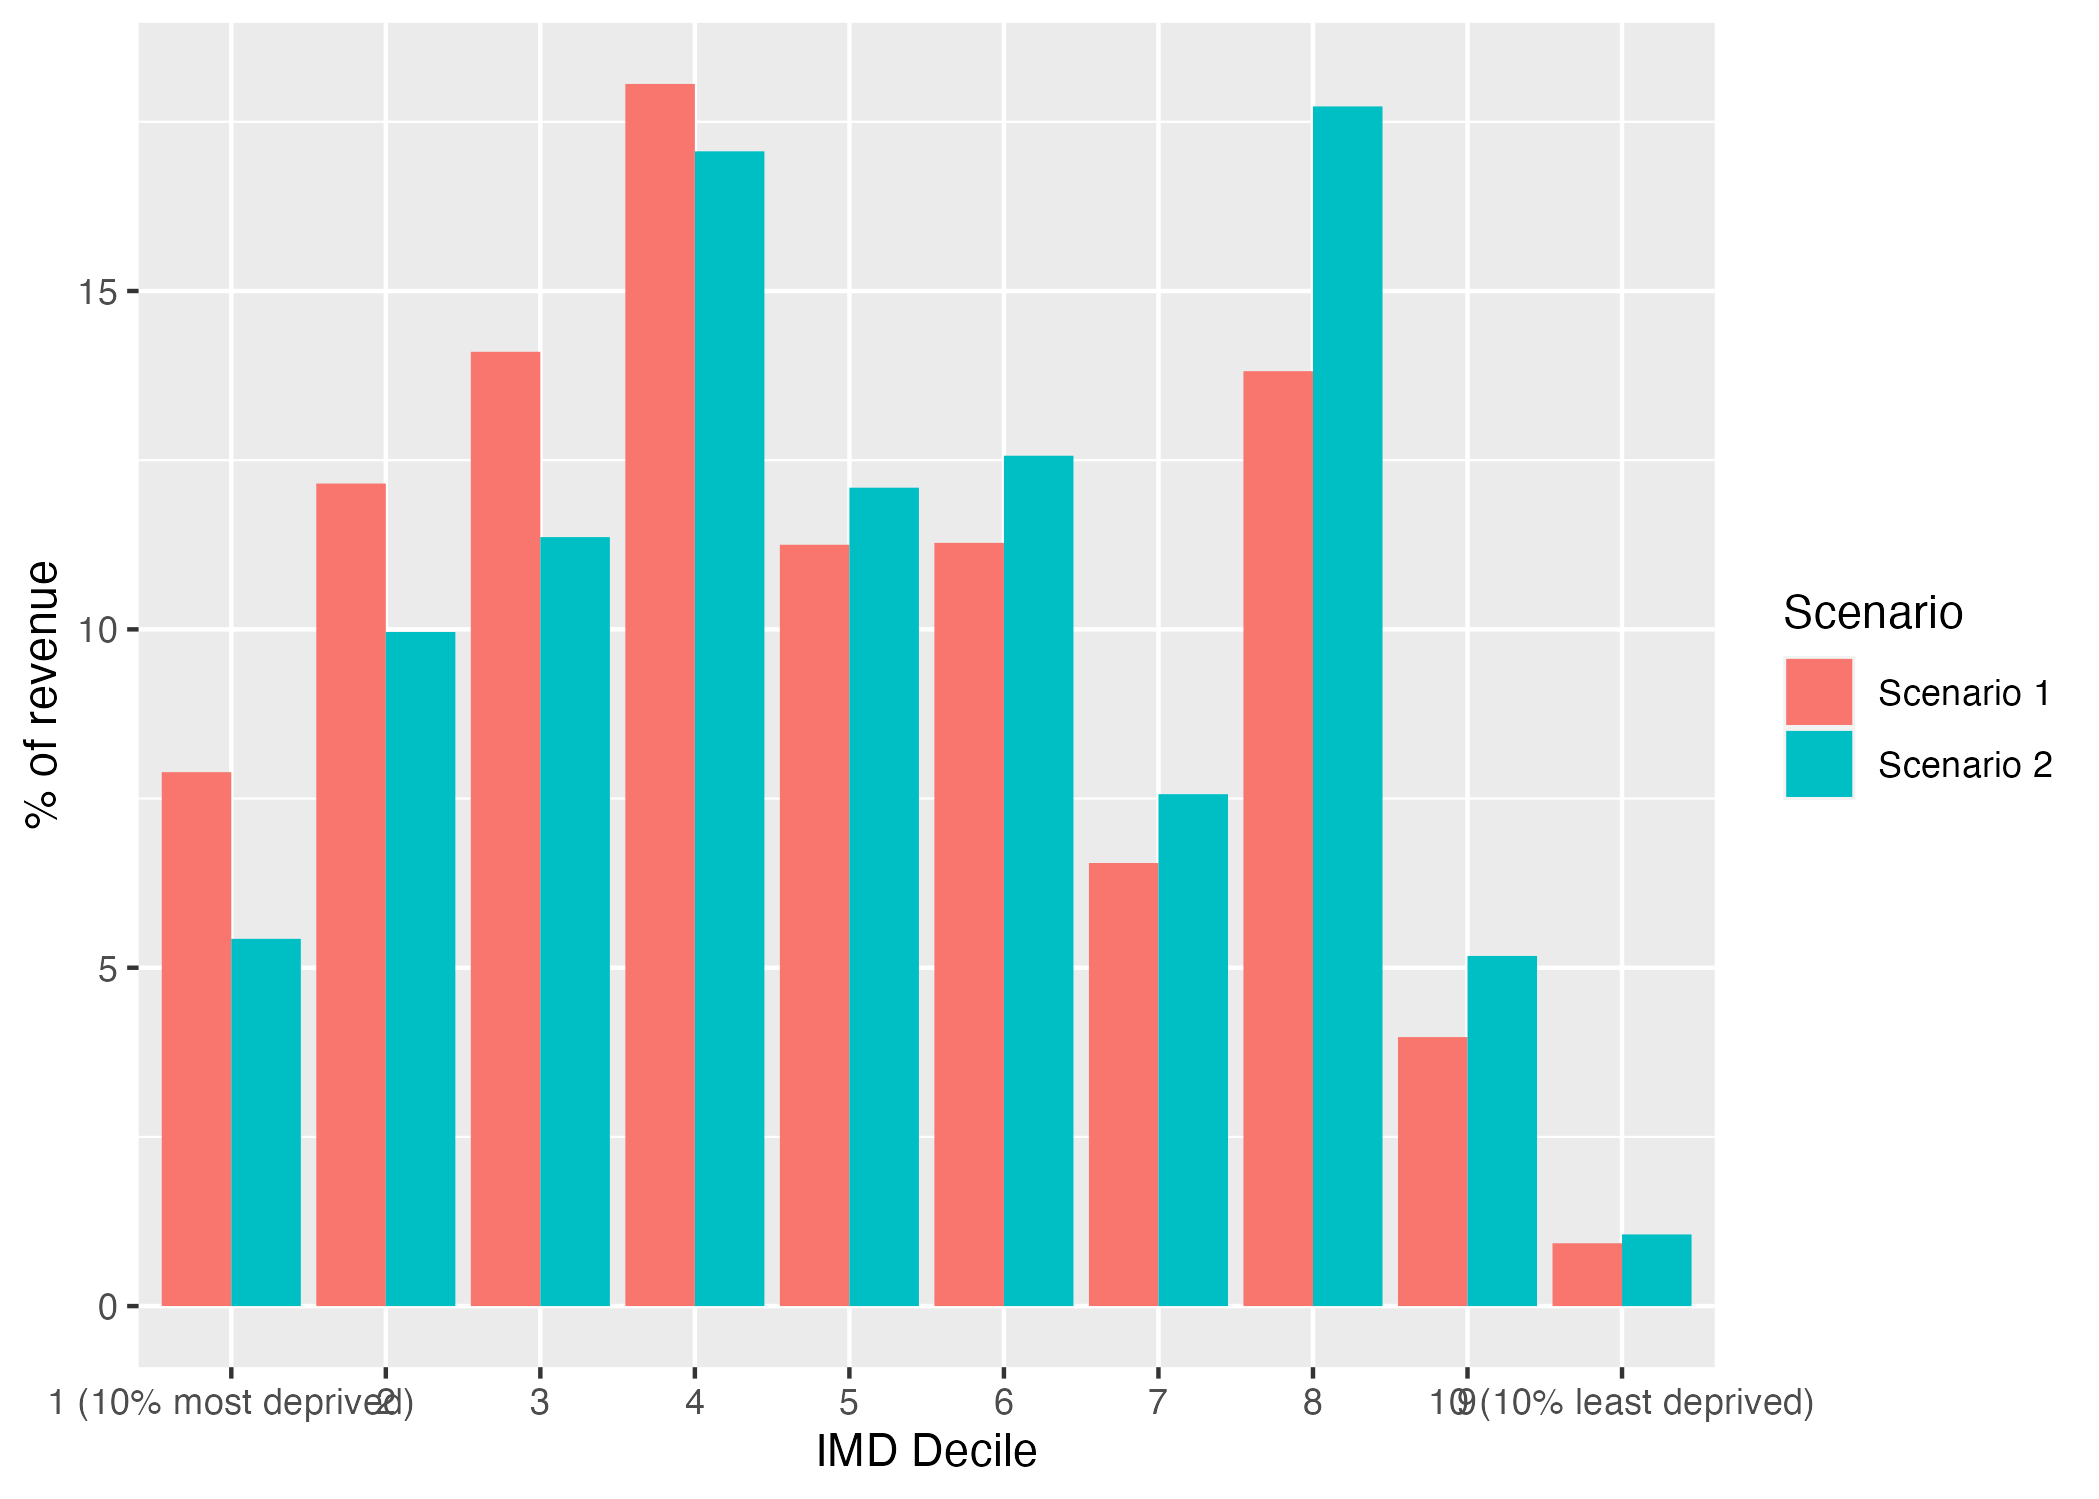 % of revenue
15
10
5
0
1 (10% most deprived)
2
3
4
5
6
7
8
9
10 (10% least deprived)
IMD Decile
Scenario
Scenario 1
Scenario 2